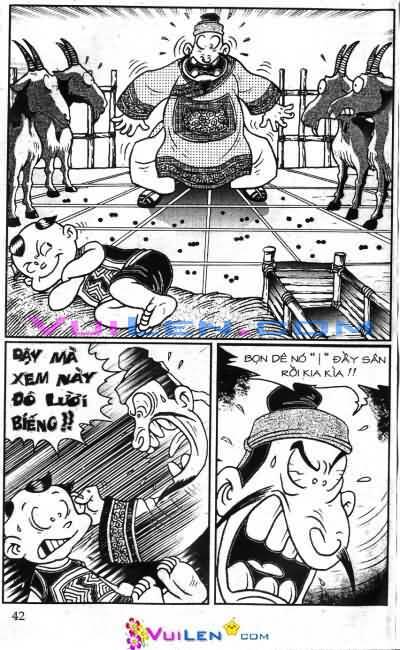 VuiLen.com
DẬY MÀ
XEM NÀY
ĐỒ LƯỜI
BIẾNG!!
BỌN DÊ NÓ "Ị" ĐẦY SÂN
RỒI KIA KÌA!!
42
VuiLen.com